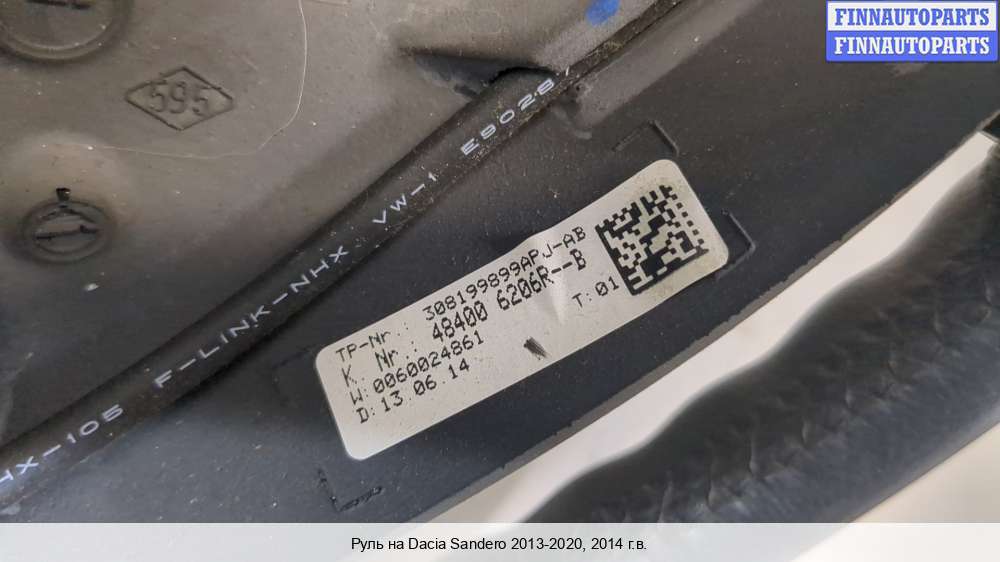 FINNAUTOPARTS
FINNAUTOPARTS
595
HX-105 F-LINK-NHX VW-1 E9028
TP-Nr.: 308199899APJ-AB
K. Nr.: 48400 6206R--B
W:0060024861 T:01
D:13.06.14
Руль на Dacia Sandero 2013-2020, 2014 г.в.